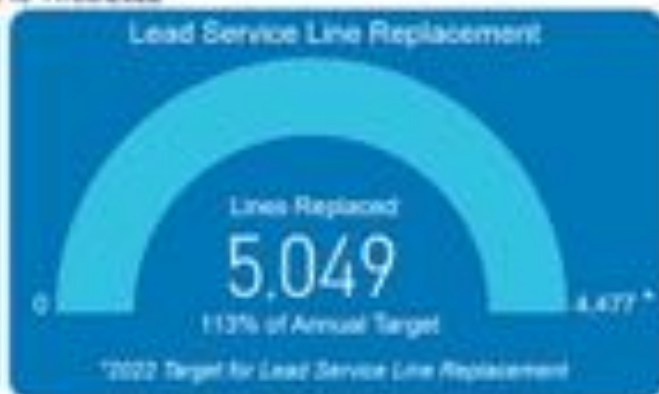 Lead Service Line Replacement
Lines Replaced
5,049
0
4,477 *
113% of Annual Target
*2022 Target for Lead Service Line Replacement